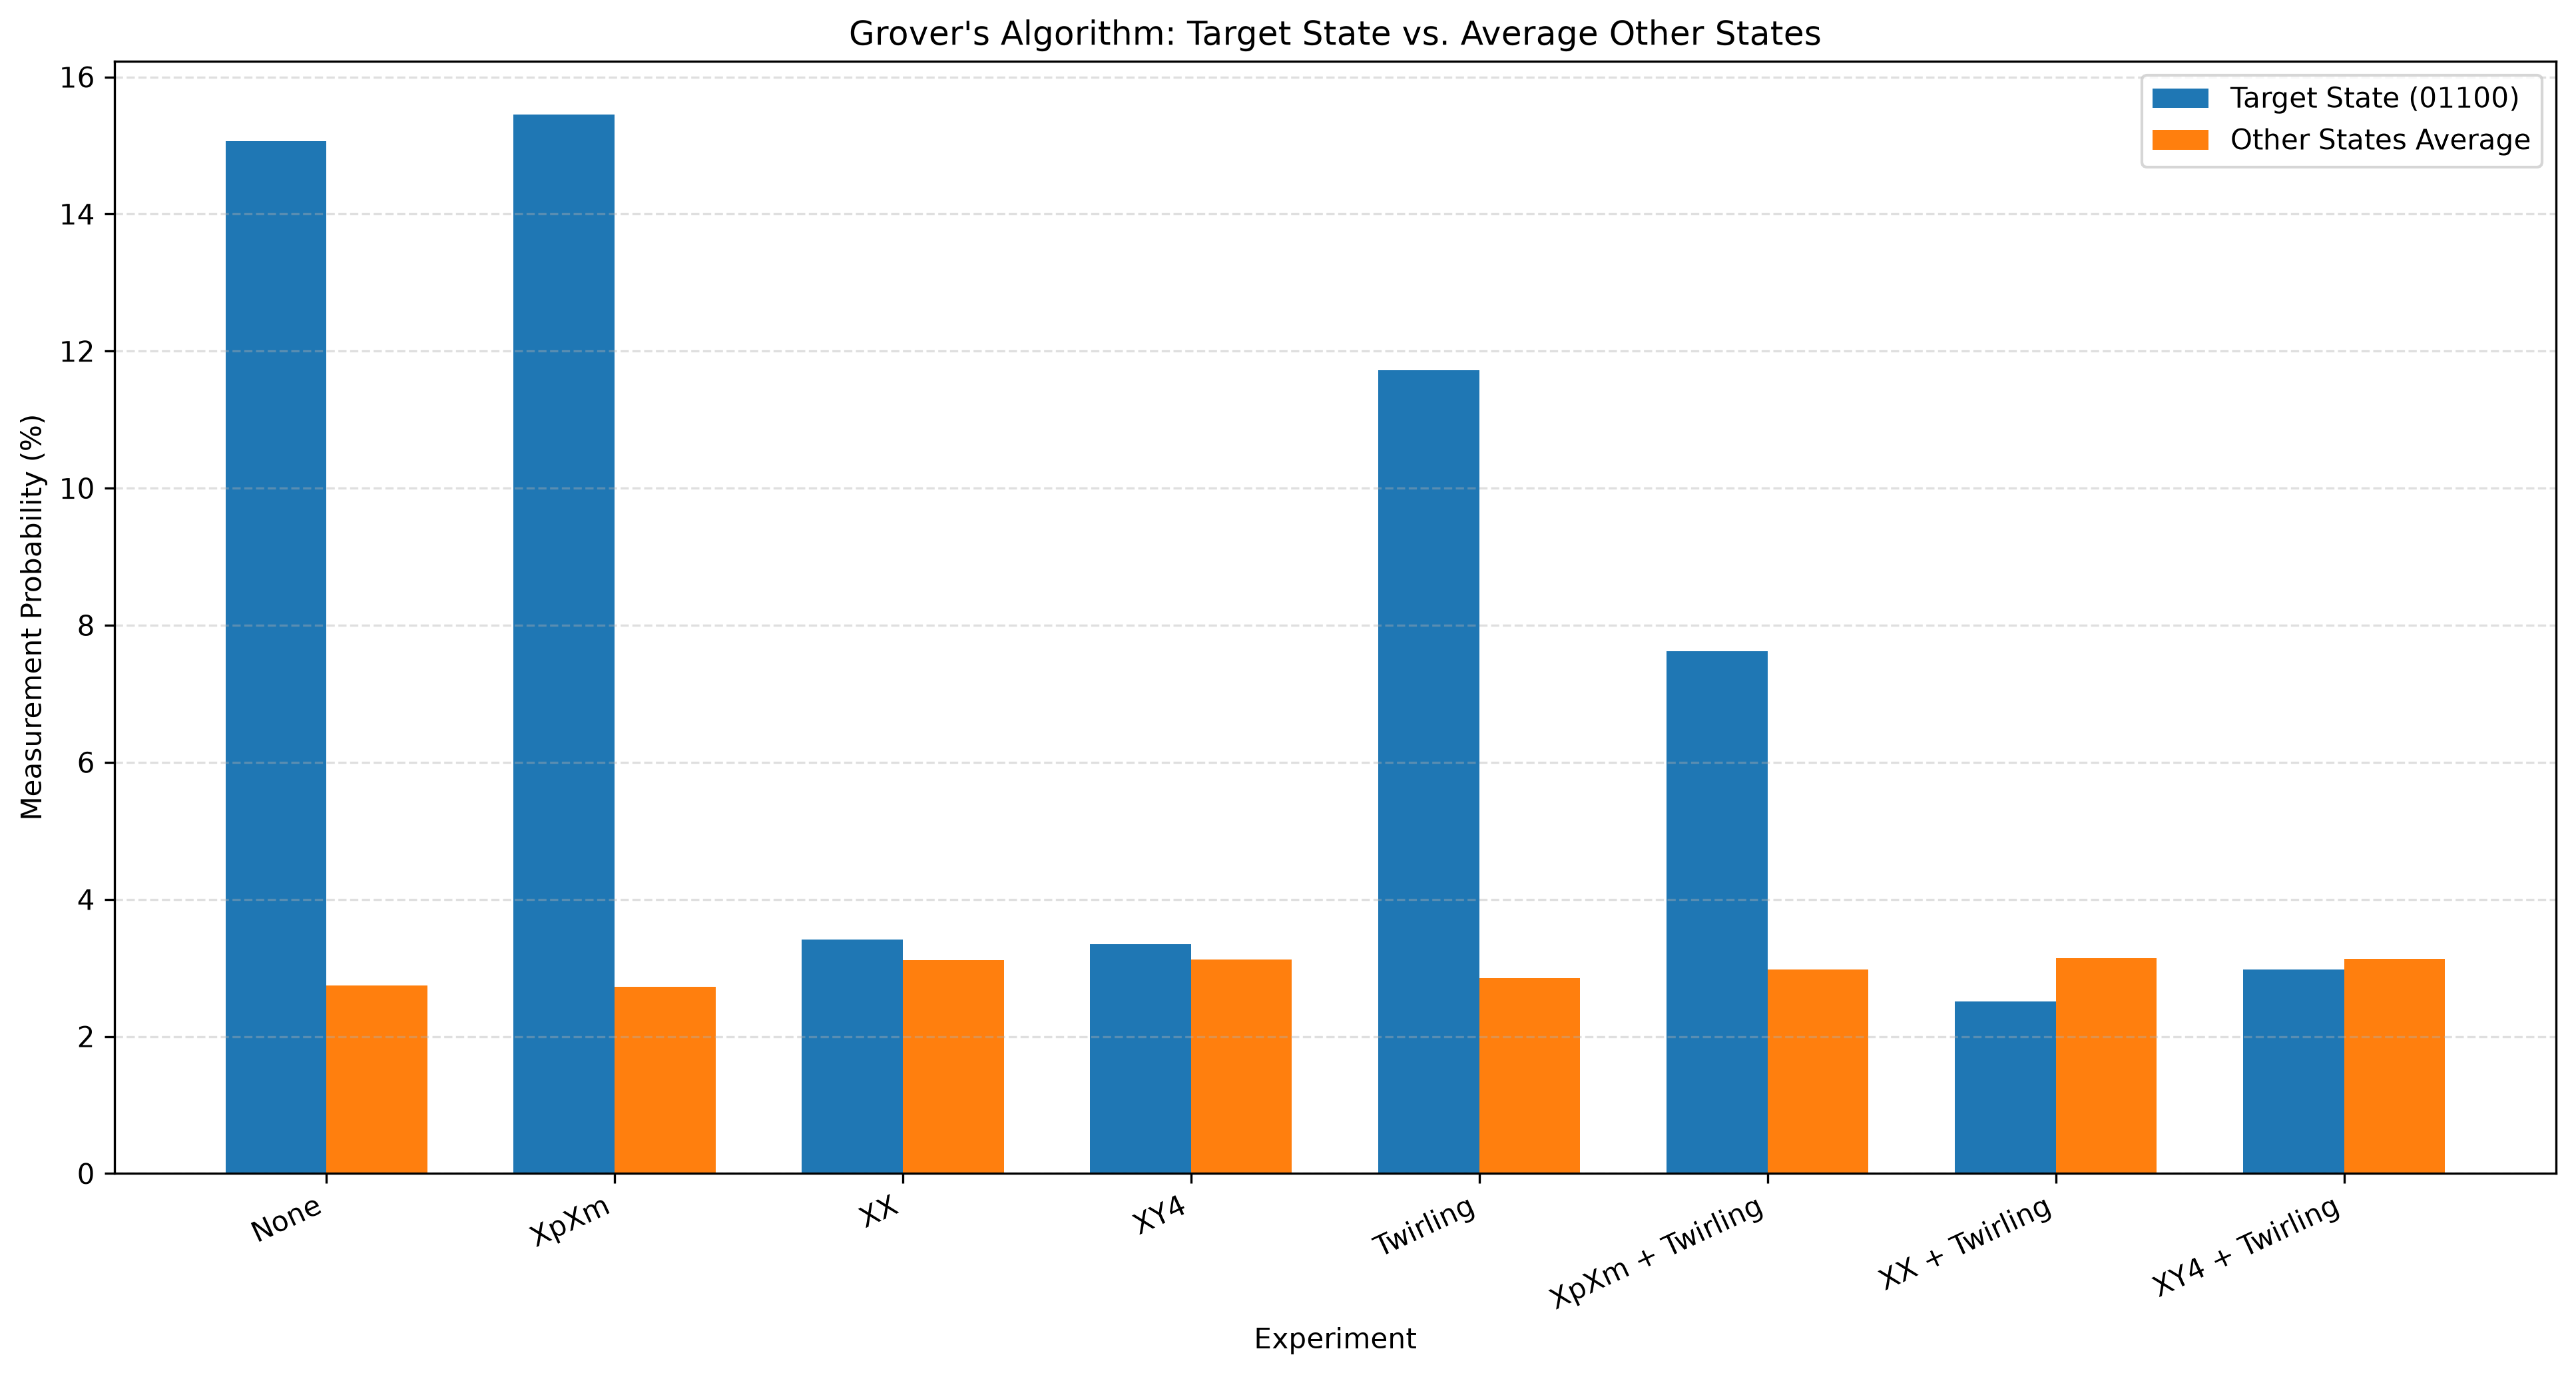 Grover's Algorithm: Target State vs. Average Other States
16
14
12
10
8
6
4
2
0
Measurement Probability (%)
Target State (01100)
Other States Average
None
XpXm
XX
XY4
Twirling
XpXm + Twirling
XX + Twirling
XY4 + Twirling
Experiment